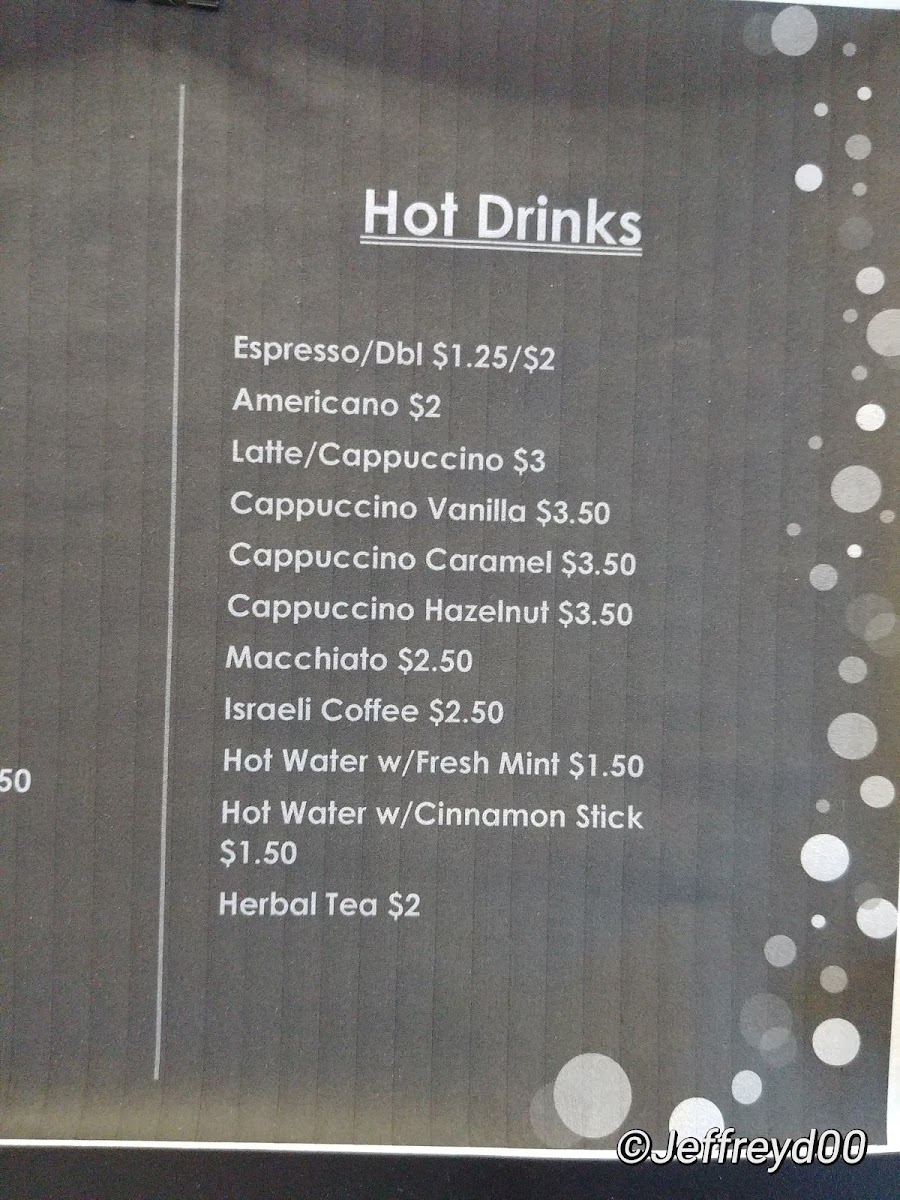 Hot Drinks
Espresso/Dbl $1.25/$2
Americano $2
Latte/Cappuccino $3
Cappuccino Vanilla $3.50
Cappuccino Caramel $3.50
Cappuccino Hazelnut $3.50
Macchiato $2.50
Israeli Coffee $2.50
Hot Water w/Fresh Mint $1.50
Hot Water w/Cinnamon Stick
$1.50
Herbal Tea $2
50
©Jeffreyd00